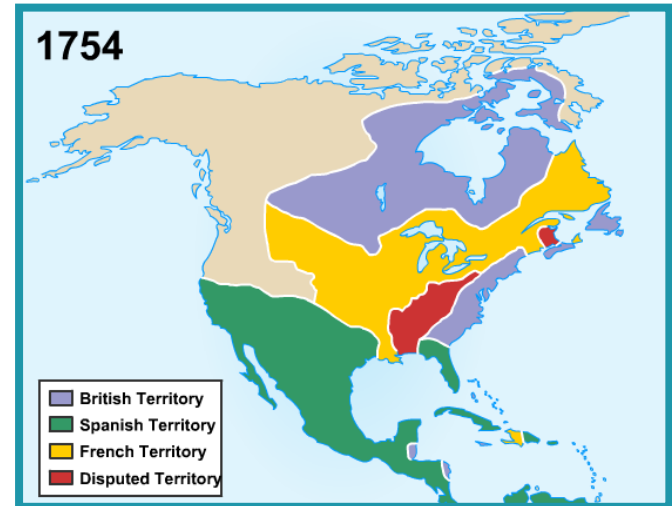 1754
British Territory
Spanish Territory
French Territory
Disputed Territory